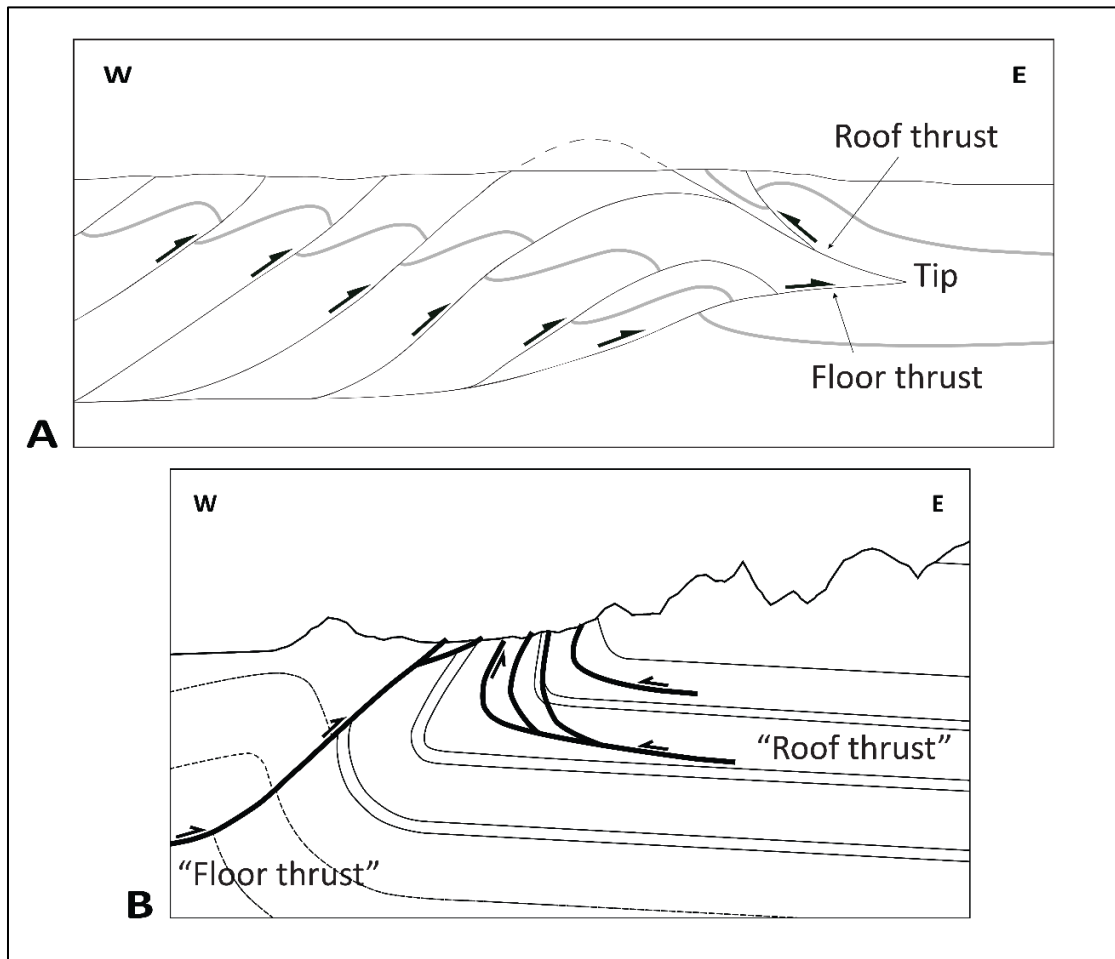 W
E
Roof thrust
Tip
Floor thrust
A
W
E
“Roof thrust”
“Floor thrust”
B